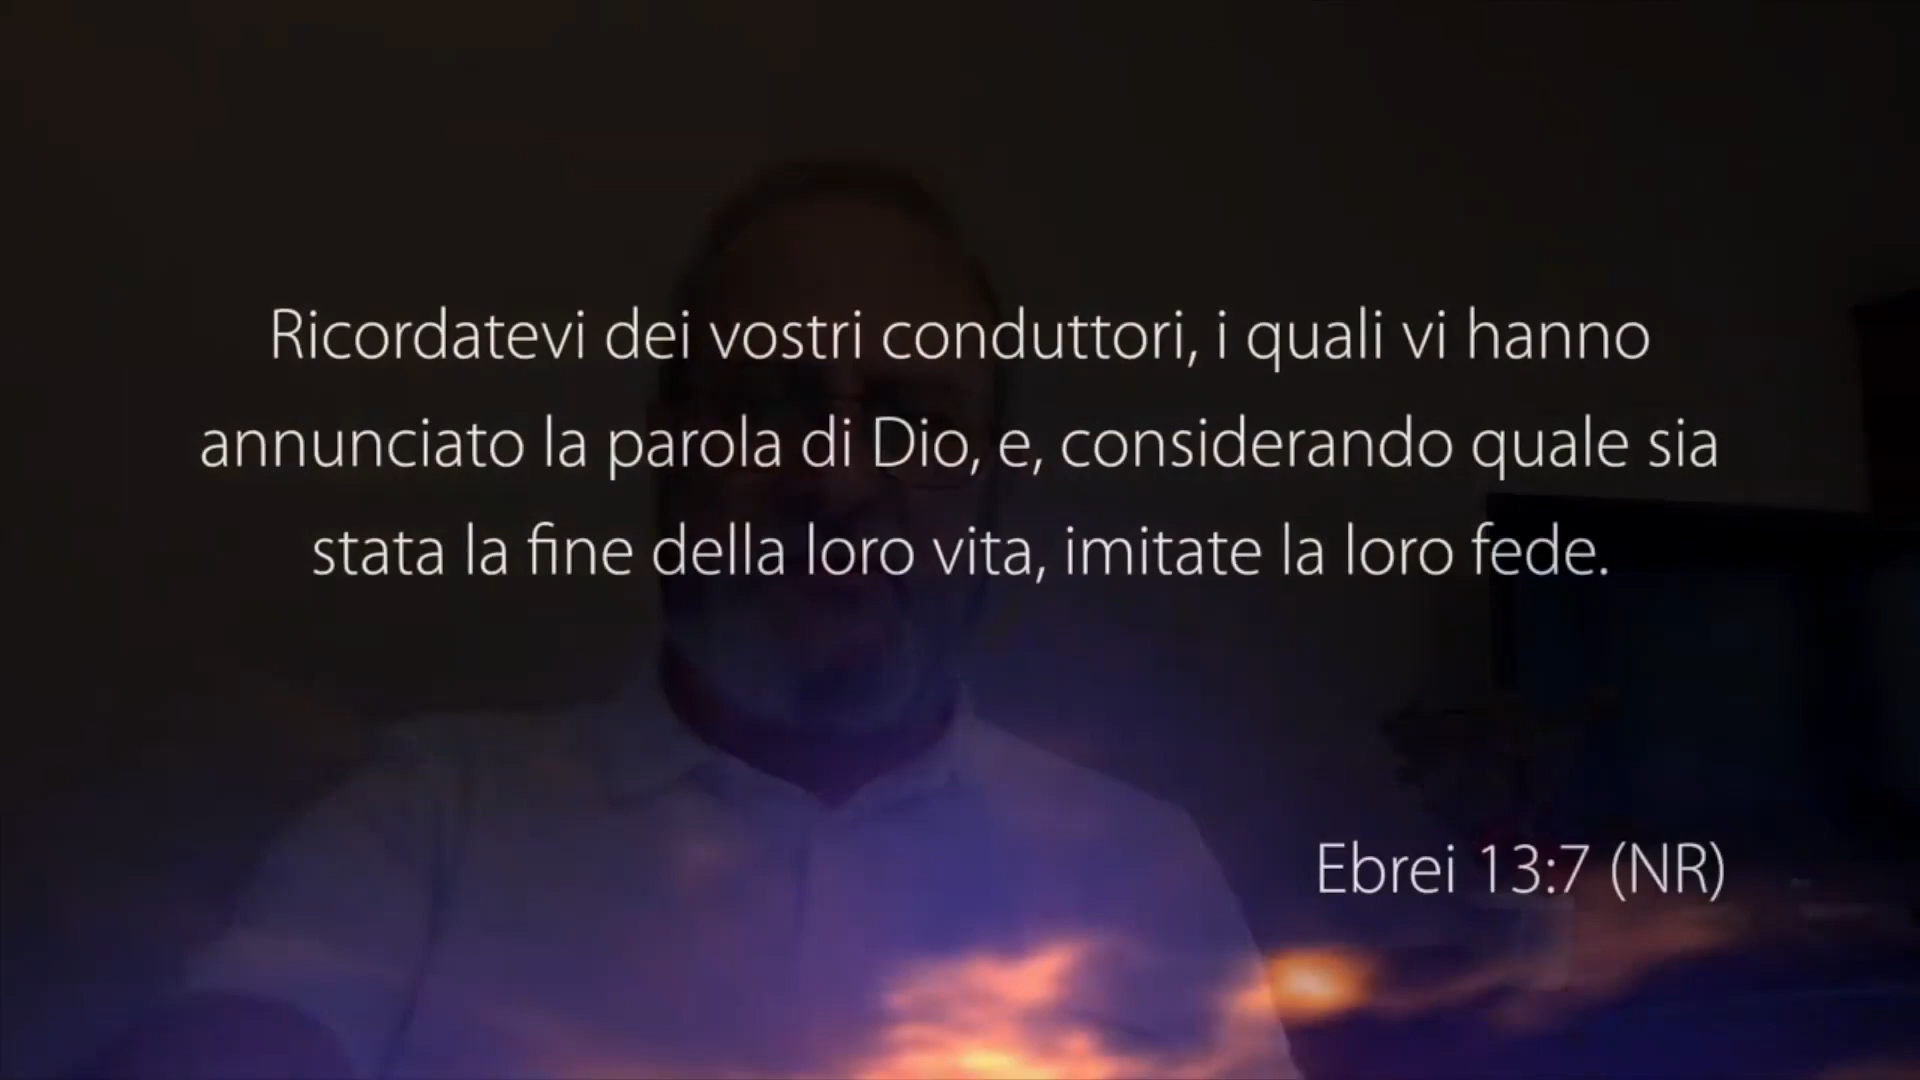 Ricordatevi dei vostri conduttori, i quali vi hanno
annunciato la parola di Dio, e, considerando quale sia
stata la fine della loro vita, imitate la loro fede.
Ebrei 13:7 (NR)